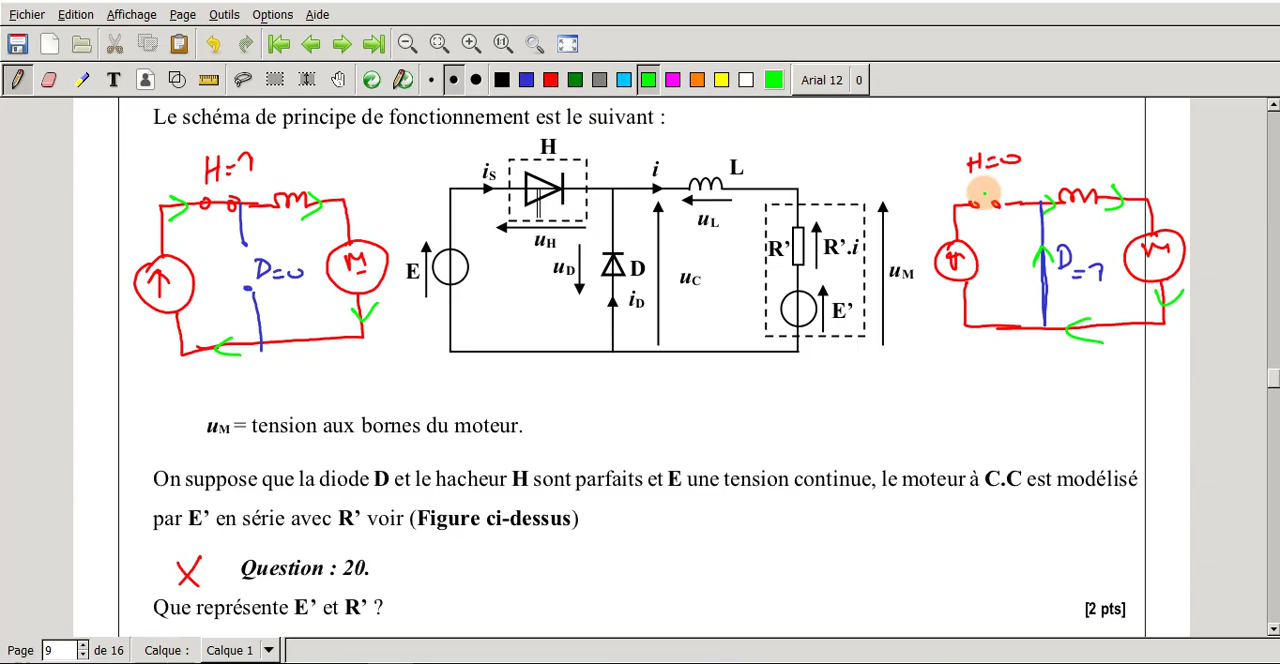 Fichier Edition Affichage Page Outils Options Aide
T 1:1 Arial 12 0
Le schéma de principe de fonctionnement est le suivant :
H=1
H
H=0
iS
i
L
uH
uL
D=0
M
E
uD
D
iD
uC
R’
R’.i
E’
uM
D
=1
M
uM = tension aux bornes du moteur.
On suppose que la diode D et le hacheur H sont parfaits et E une tension continue, le moteur à C.C est modélisé
par E’ en série avec R’ voir (Figure ci-dessus)
X Question : 20.
Que représente E’ et R’ ? [2 pts]
Page 9 de 16 Calque : Calque 1